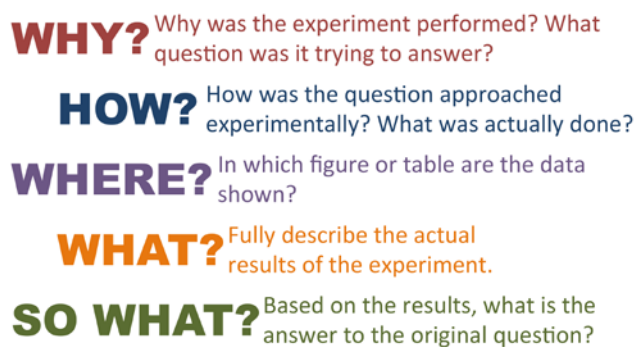 WHY? Why was the experiment performed? What
question was it trying to answer?
HOW? How was the question approached
experimentally? What was actually done?
WHERE? In which figure or table are the data
shown?
WHAT? Fully describe the actual
results of the experiment.
SO WHAT? Based on the results, what is the
answer to the original question?